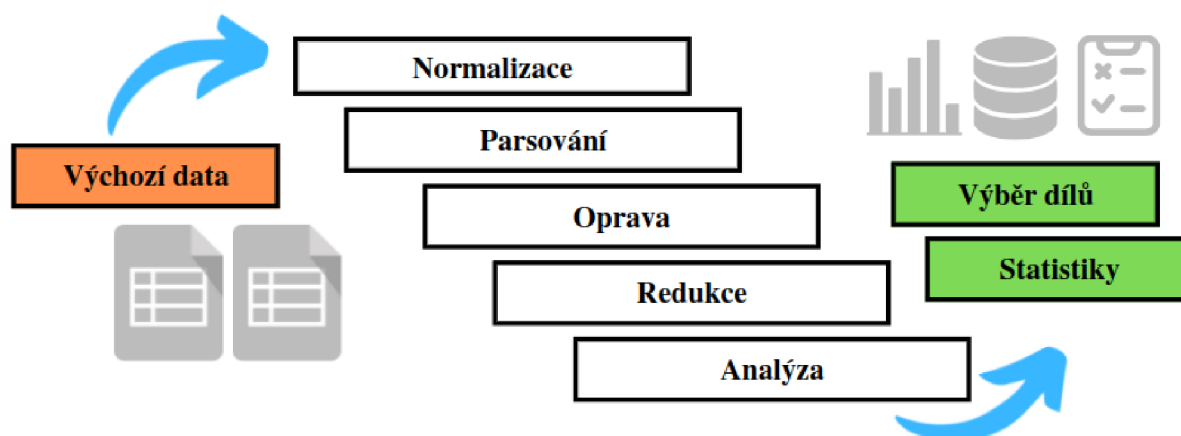 Výchozí data
Normalizace
Parsování
Oprava
Redukce
Analýza
Výběr dílů
Statistiky